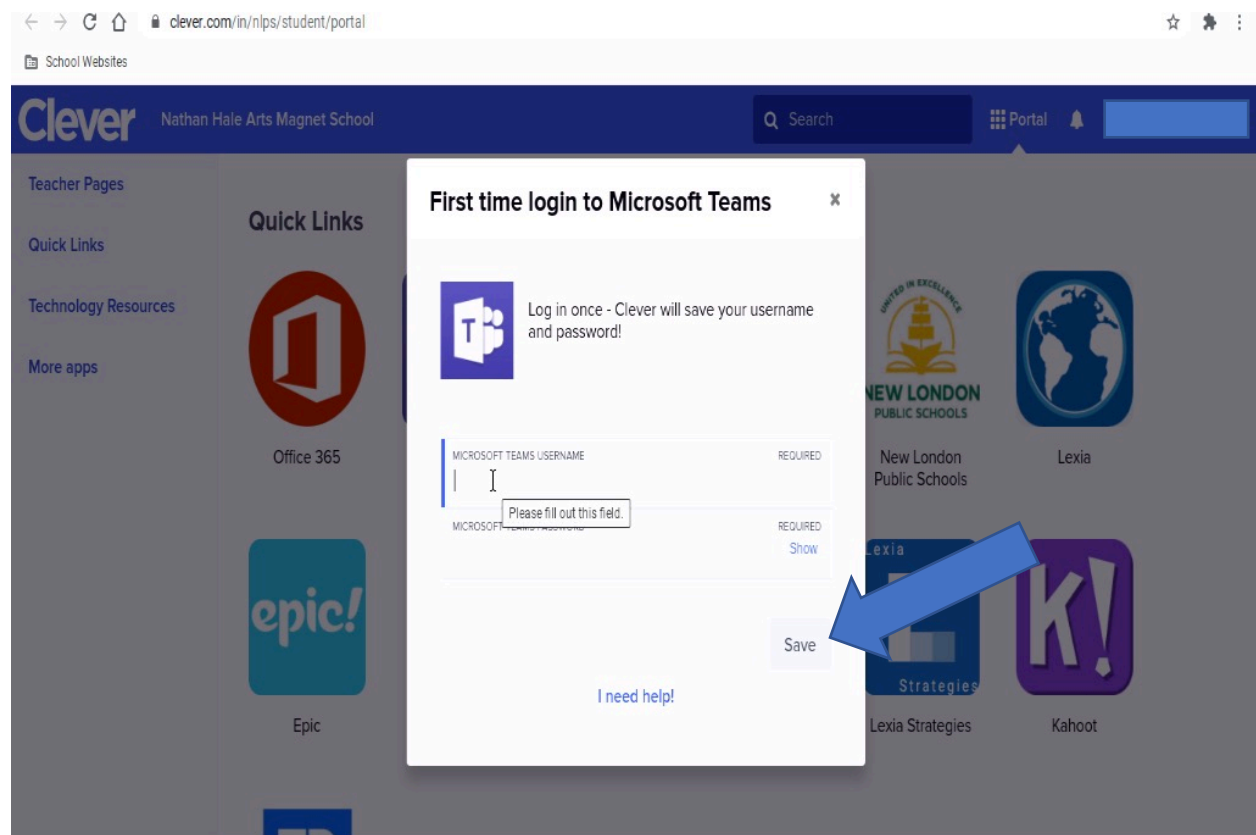 clever.com/in/nlps/student/portal
School Websites
Clever
Nathan Hale Arts Magnet School
Search
Portal
Teacher Pages
Quick Links
Technology Resources
More apps
Quick Links
Office 365
First time login to Microsoft Teams
×
T
Log in once - Clever will save your username
and password!
MICROSOFT TEAMS USERNAME
REQUIRED
Please fill out this field.
MICROSOFT TEAMS PASSWORD
REQUIRED
Show
Save
I need help!
UNITED IN EXCELLENCE
NEW LONDON
PUBLIC SCHOOLS
New London
Public Schools
Lexia
epic!
Epic
Lexia
Strategies
Lexia Strategies
K!
Kahoot